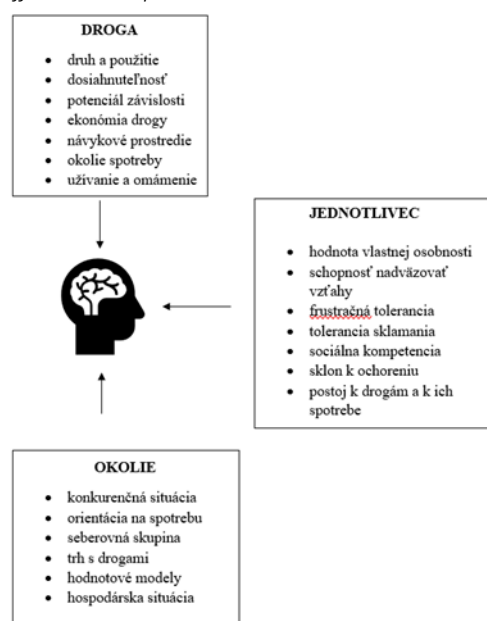 DROGA
• druh a použitie
• dosiahnuteľnosť
• potenciál závislosti
• ekonómia drogy
• návykové prostredie
• okolie spotreby
• užívanie a omámenie
JEDNOTLIVEC
• hodnota vlastnej osobnosti
• schopnosť nadväzovať
vzťahy
• frustračná tolerancia
• tolerancia sklamania
• sociálna kompetencia
• sklon k ochoreniu
• postoj k drogám a k ich
spotrebe
OKOLIE
• konkurenčná situácia
• orientácia na spotrebu
• seberovná skupina
• trh s drogami
• hodnotové modely
• hospodárska situácia